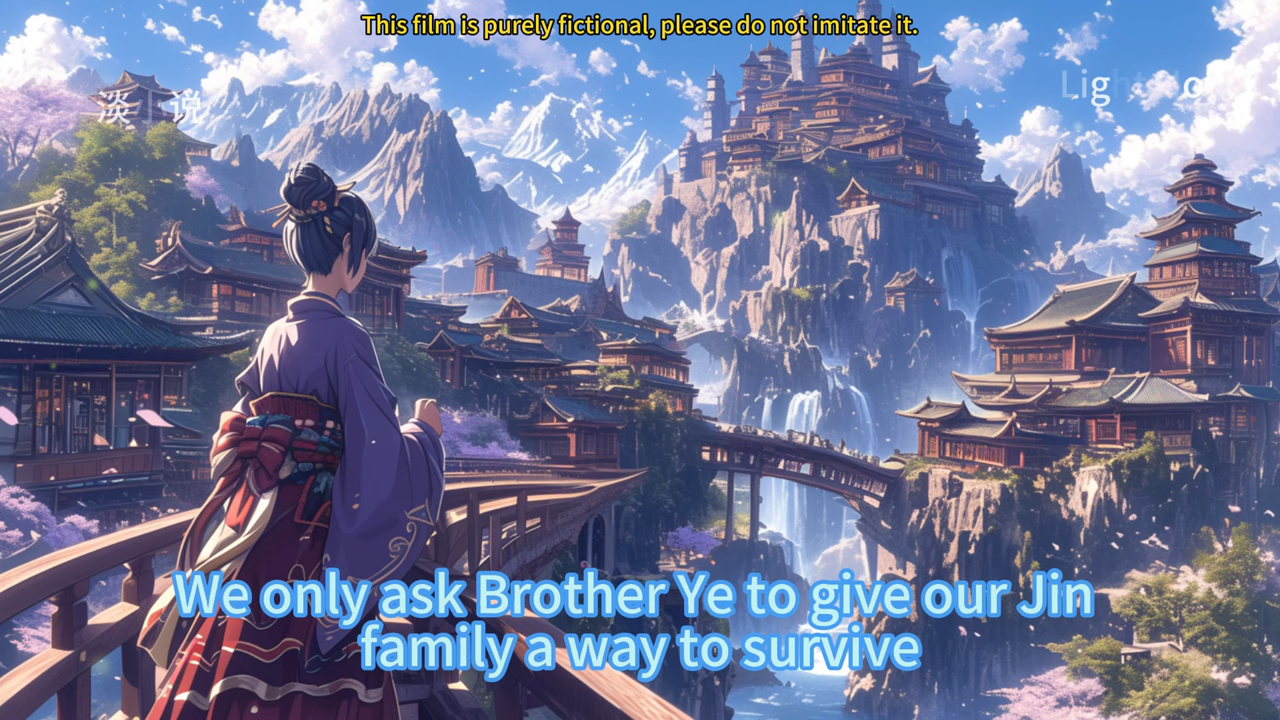 This film is purely fictional, please do not imitate it.
淡 说
We only ask Brother Ye to give our Jin
family a way to survive